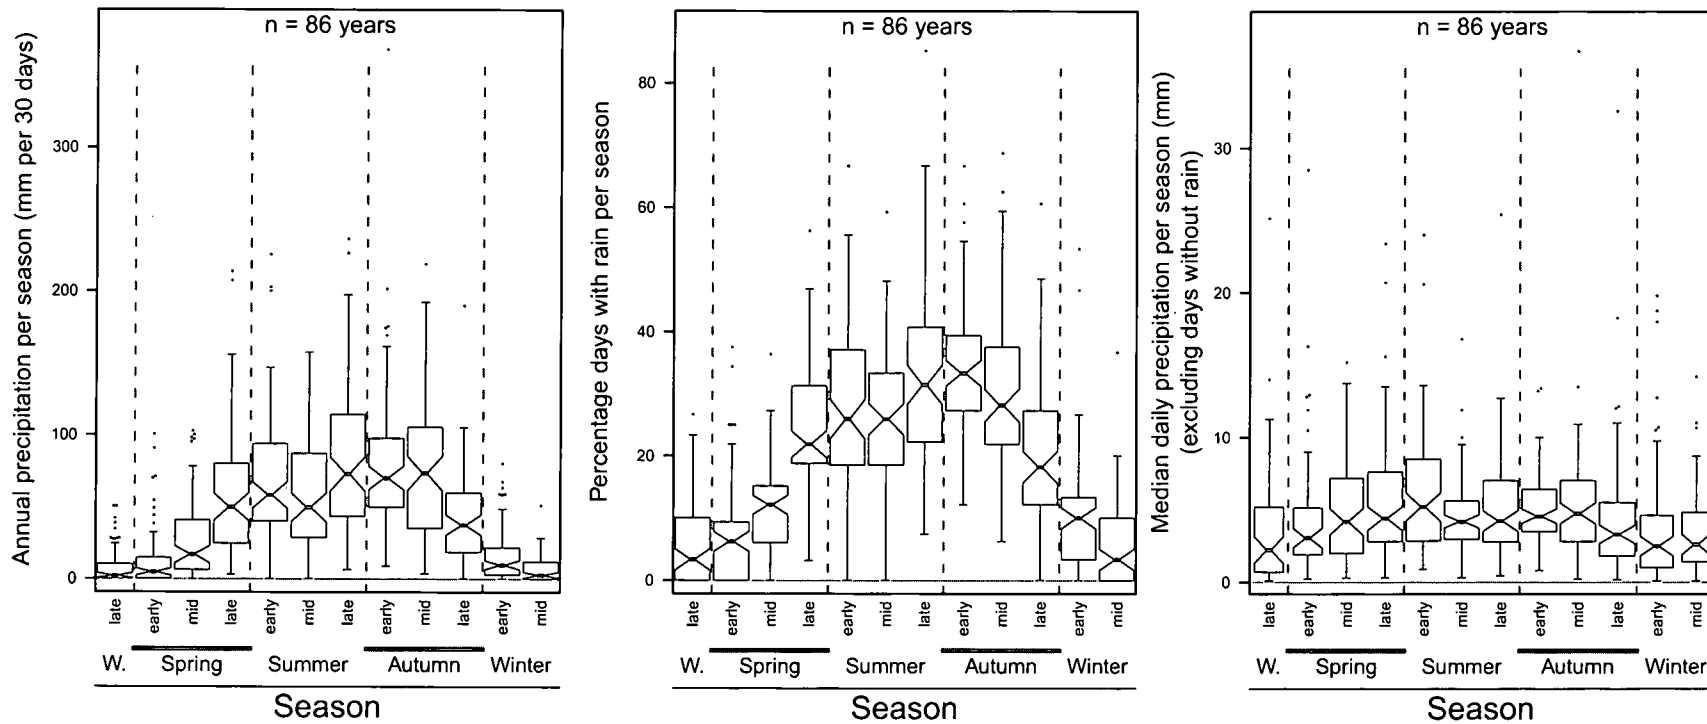 n = 86 years
Annual precipitation per season (mm per 30 days)
300
200
100
0
late
early
mid
late
early
mid
late
early
mid
late
early
mid
W.
Spring
Summer
Autumn
Winter
Season
n = 86 years
Percentage days with rain per season
80
60
40
20
0
late
early
mid
late
early
mid
late
early
mid
late
early
mid
W.
Spring
Summer
Autumn
Winter
Season
n = 86 years
Median daily precipitation per season (mm)
(excluding days without rain)
30
20
10
0
late
early
mid
late
early
mid
late
early
mid
late
early
mid
W.
Spring
Summer
Autumn
Winter
Season